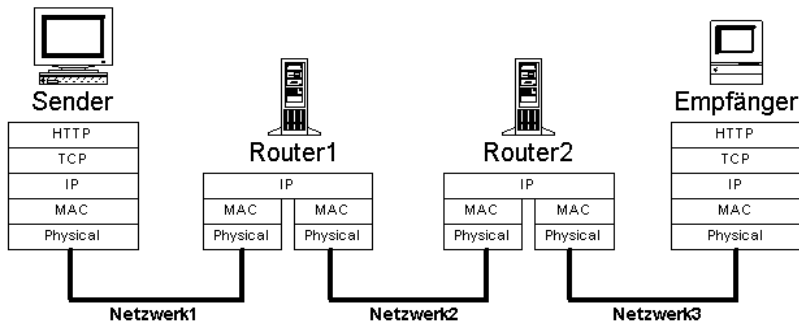 Sender
HTTP
TCP
IP
MAC
Physical
Router1
IP
MAC MAC
Physical Physical
Router2
IP
MAC MAC
Physical Physical
Empfänger
HTTP
TCP
IP
MAC
Physical
Netzwerk1
Netzwerk2
Netzwerk3